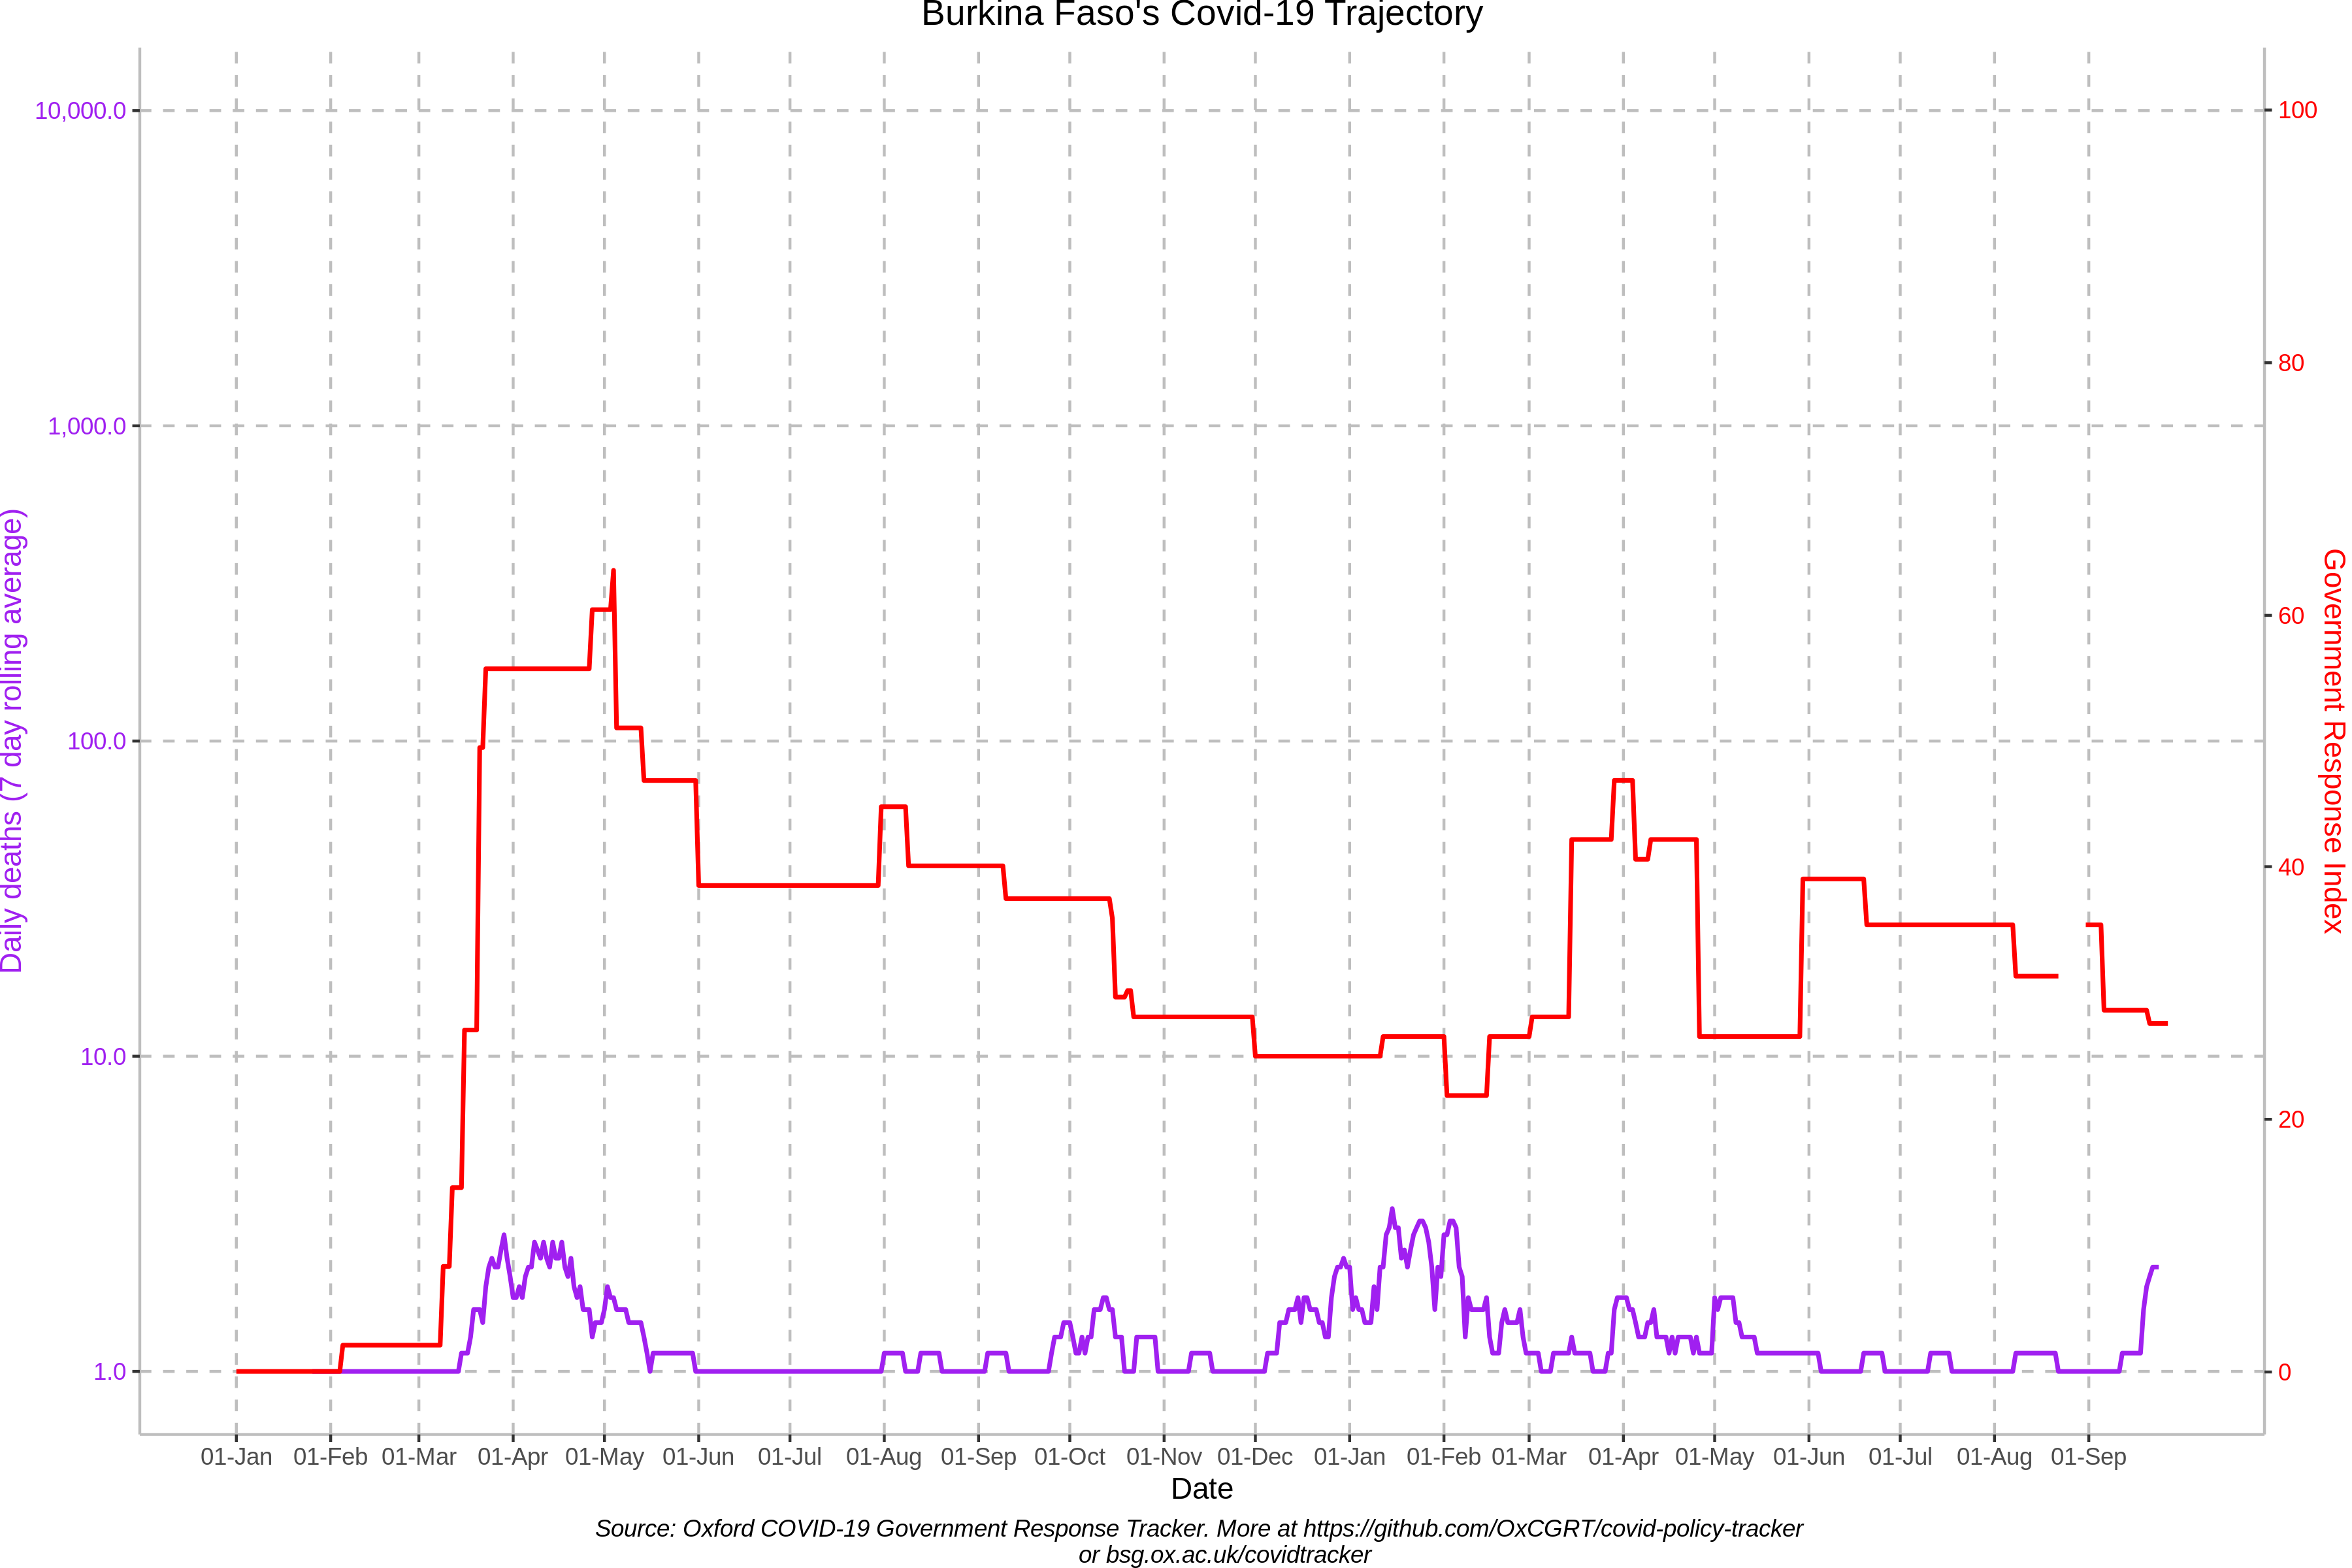 Burkina Faso's Covid-19 Trajectory
10,000.0
1,000.0
100.0
10.0
1.0
Daily deaths (7 day rolling average)
100
80
60
40
20
0
Government Response Index
01-Jan 01-Feb 01-Mar 01-Apr 01-May 01-Jun 01-Jul 01-Aug 01-Sep 01-Oct 01-Nov 01-Dec 01-Jan 01-Feb 01-Mar 01-Apr 01-May 01-Jun 01-Jul 01-Aug 01-Sep
Date
Source: Oxford COVID-19 Government Response Tracker. More at https://github.com/OxCGRT/covid-policy-tracker
or bsg.ox.ac.uk/covidtracker